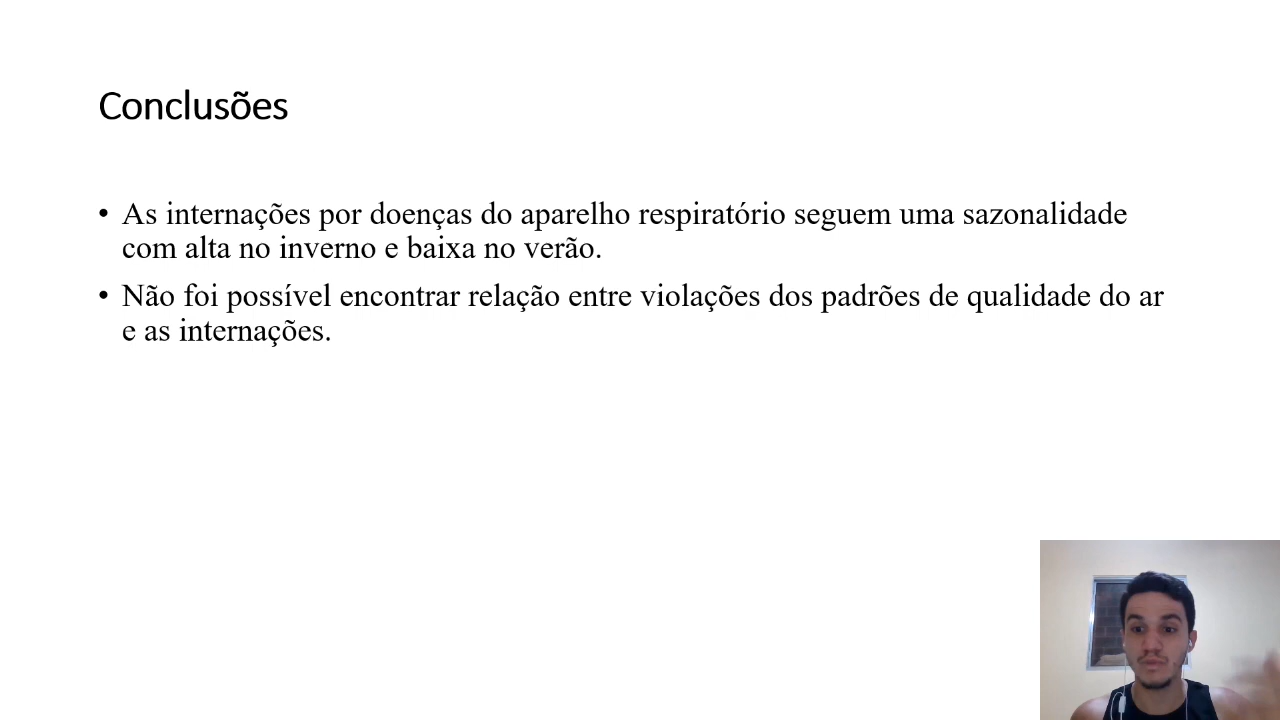 Conclusões
• As internações por doenças do aparelho respiratório seguem uma sazonalidade
com alta no inverno e baixa no verão.
• Não foi possível encontrar relação entre violações dos padrões de qualidade do ar
e as internações.